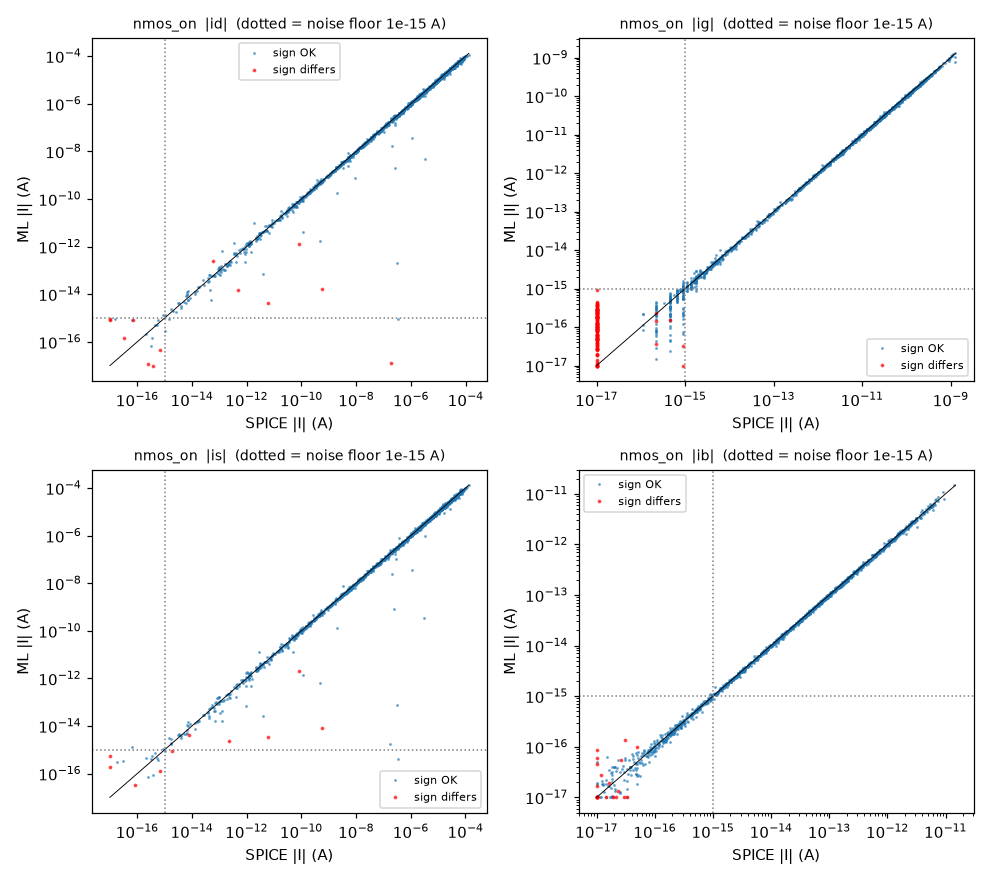 nmos_on  |id|  (dotted = noise floor 1e-15 A)
10⁻⁴
10⁻⁶
10⁻⁸
10⁻¹⁰
10⁻¹²
10⁻¹⁴
10⁻¹⁶
ML |I| (A)
sign OK
sign differs
10⁻¹⁶ 10⁻¹⁴ 10⁻¹² 10⁻¹⁰ 10⁻⁸ 10⁻⁶ 10⁻⁴
SPICE |I| (A)
nmos_on  |ig|  (dotted = noise floor 1e-15 A)
10⁻⁹
10⁻¹⁰
10⁻¹¹
10⁻¹²
10⁻¹³
10⁻¹⁴
10⁻¹⁵
10⁻¹⁶
10⁻¹⁷
ML |I| (A)
sign OK
sign differs
10⁻¹⁷ 10⁻¹⁵ 10⁻¹³ 10⁻¹¹ 10⁻⁹
SPICE |I| (A)
nmos_on  |is|  (dotted = noise floor 1e-15 A)
10⁻⁴
10⁻⁶
10⁻⁸
10⁻¹⁰
10⁻¹²
10⁻¹⁴
10⁻¹⁶
ML |I| (A)
sign OK
sign differs
10⁻¹⁶ 10⁻¹⁴ 10⁻¹² 10⁻¹⁰ 10⁻⁸ 10⁻⁶ 10⁻⁴
SPICE |I| (A)
nmos_on  |ib|  (dotted = noise floor 1e-15 A)
10⁻¹¹
10⁻¹²
10⁻¹³
10⁻¹⁴
10⁻¹⁵
10⁻¹⁶
10⁻¹⁷
ML |I| (A)
sign OK
sign differs
10⁻¹⁷ 10⁻¹⁶ 10⁻¹⁵ 10⁻¹⁴ 10⁻¹³ 10⁻¹² 10⁻¹¹
SPICE |I| (A)